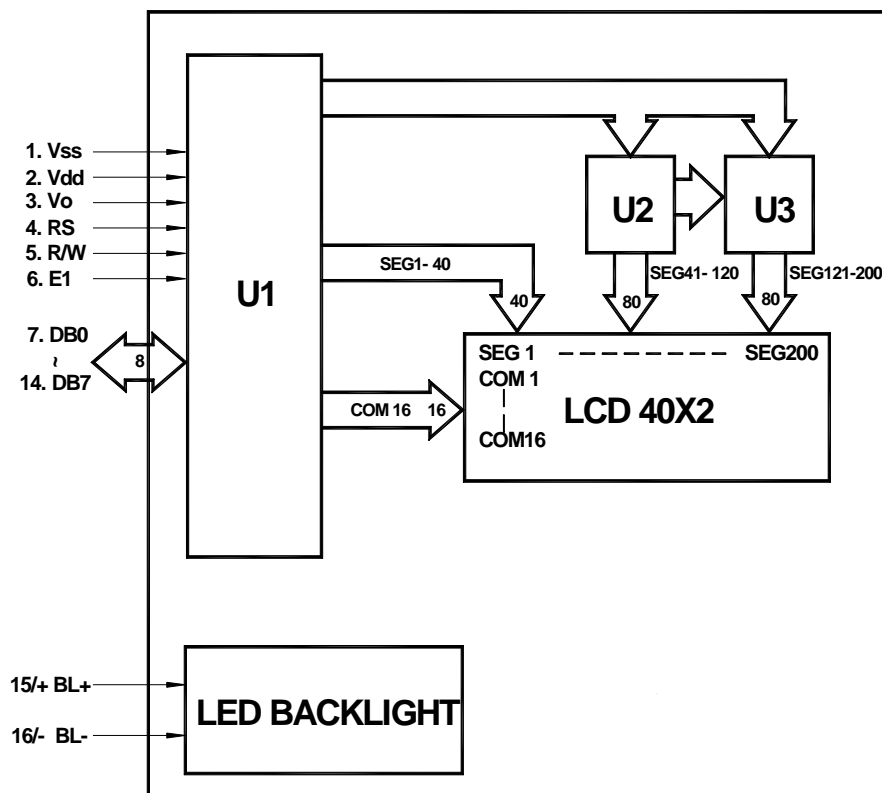 1. Vss
2. Vdd
3. Vo
4. RS
5. R/W
6. E1
7. DB0
~
14. DB7
8
U1
U2
U3
SEG1- 40
SEG41- 120
SEG121-200
40
80
80
SEG 1
SEG200
COM 1
COM16
LCD 40X2
COM 16 16
15/+ BL+
16/- BL-
LED BACKLIGHT